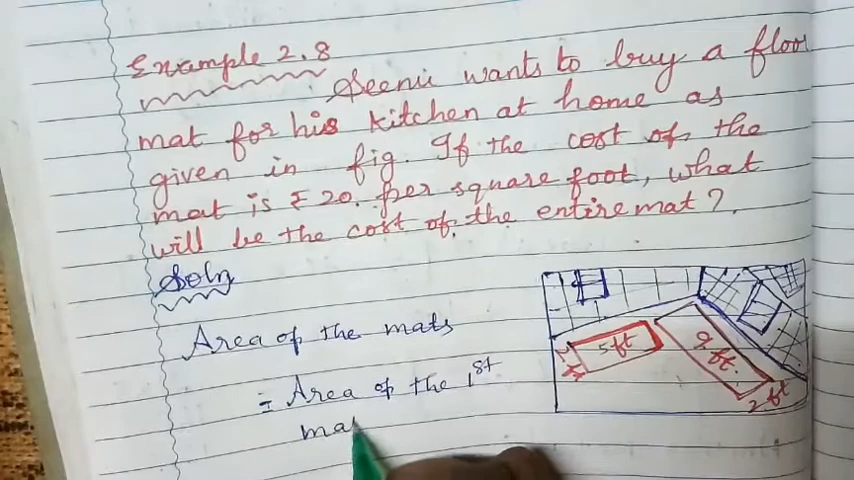 Example 2.8
Seenu wants to buy a floor
mat for his kitchen at home as
given in fig. If the cost of the
mat is ₹ 20. per square foot, what
will be the cost of the entire mat?
Soln
Area of the mats
= Area of the 1st
ma
5ft
2ft
9ft
2ft